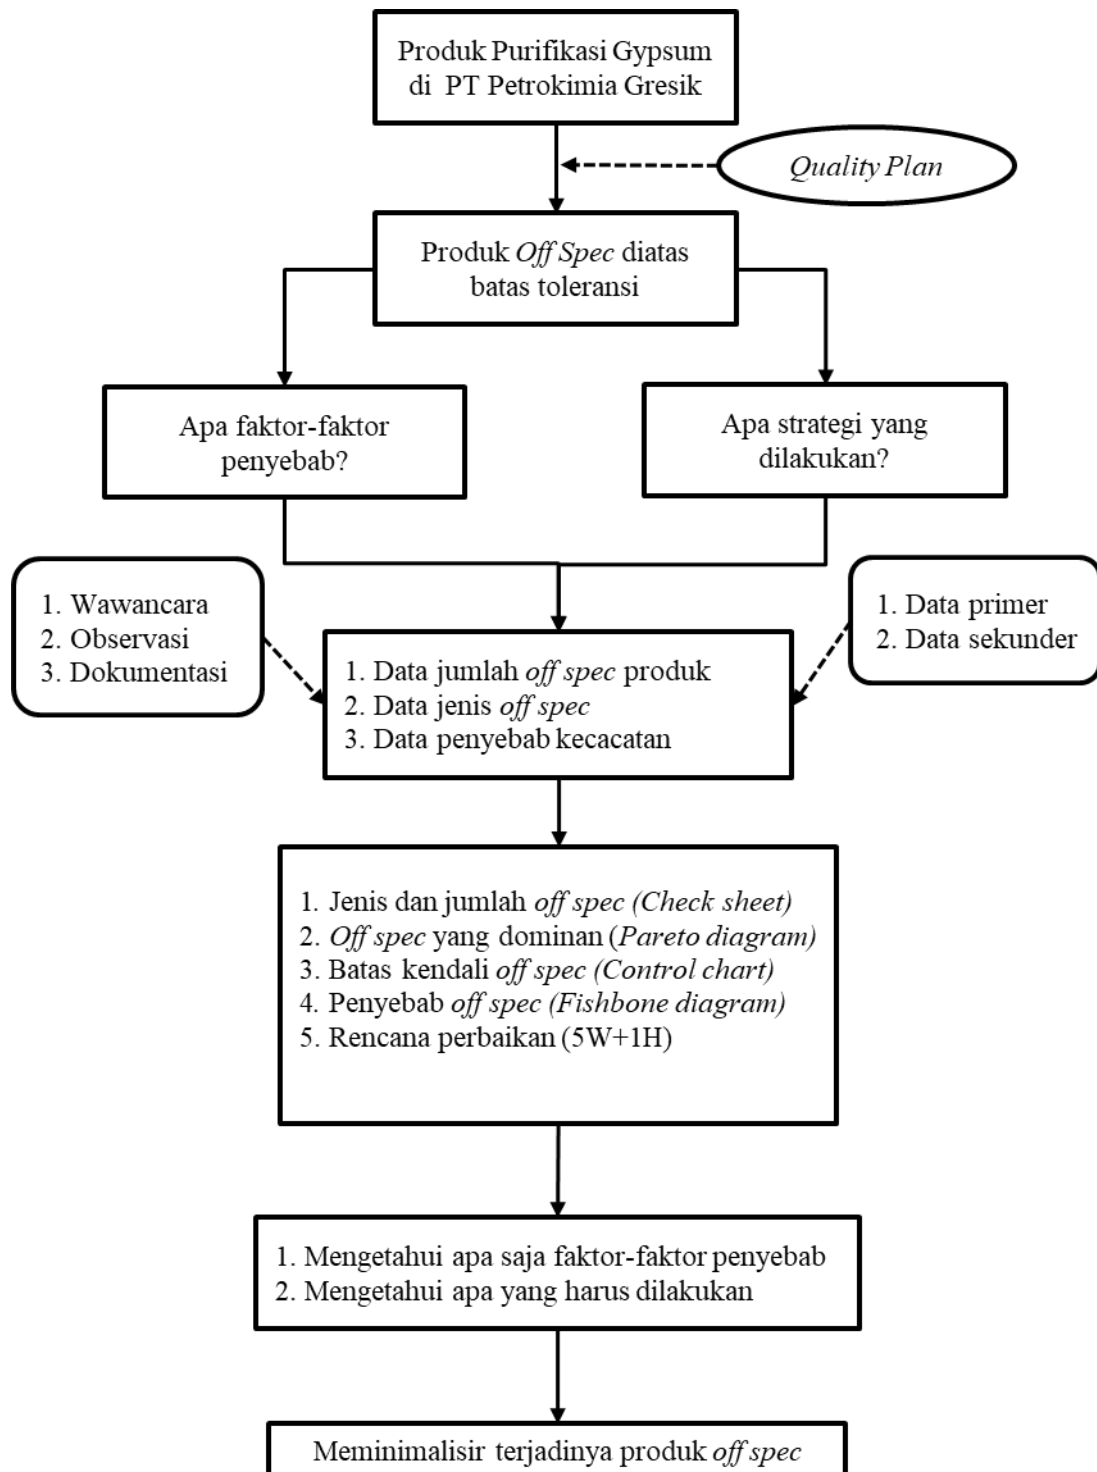 Produk Purifikasi Gypsum
di PT Petrokimia Gresik
Quality Plan
Produk Off Spec diatas
batas toleransi
Apa faktor-faktor
penyebab?
Apa strategi yang
dilakukan?
1. Wawancara
2. Observasi
3. Dokumentasi
1. Data primer
2. Data sekunder
1. Data jumlah off spec produk
2. Data jenis off spec
3. Data penyebab kecacatan
1. Jenis dan jumlah off spec (Check sheet)
2. Off spec yang dominan (Pareto diagram)
3. Batas kendali off spec (Control chart)
4. Penyebab off spec (Fishbone diagram)
5. Rencana perbaikan (5W+1H)
1. Mengetahui apa saja faktor-faktor penyebab
2. Mengetahui apa yang harus dilakukan
Meminimalisir terjadinya produk off spec